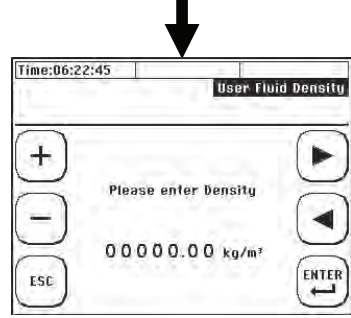 Time:06:22:45
User Fluid Density
+
Please enter Density
−
00000.00 kg/m³
ESC
ENTER